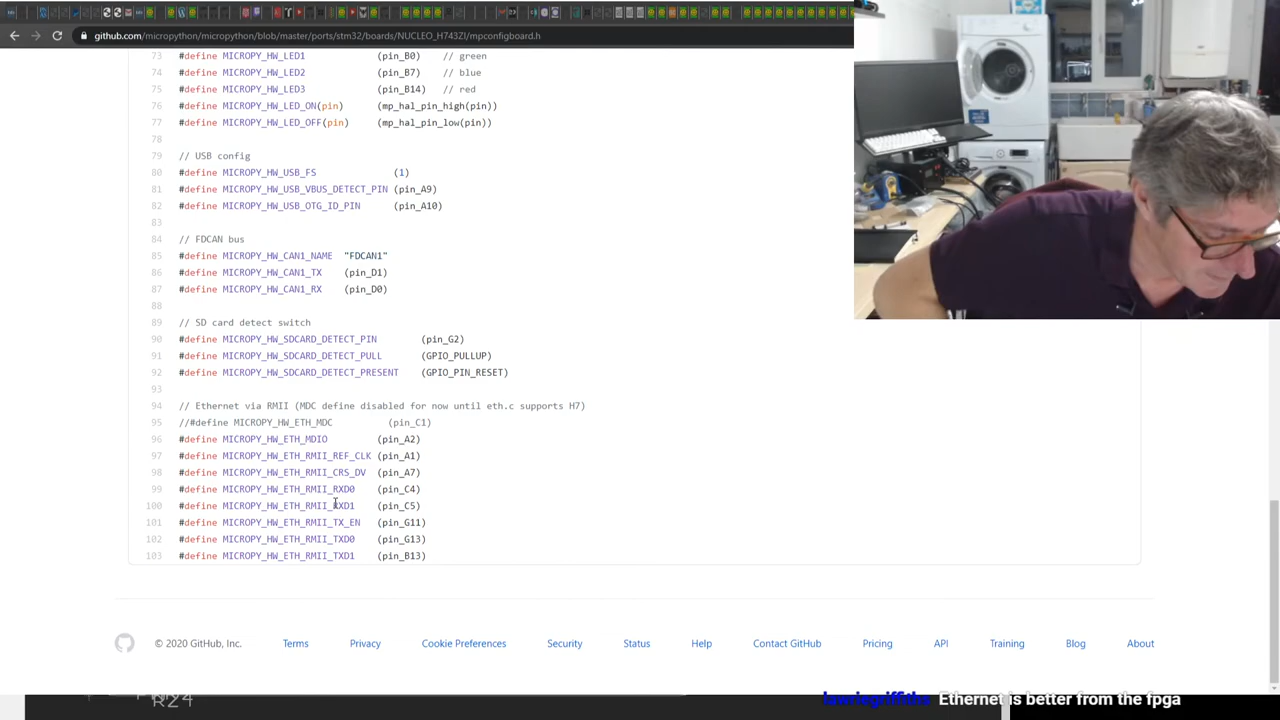 github.com/micropython/micropython/blob/master/ports/stm32/boards/NUCLEO_H743ZI/mpconfigboard.h
73 #define MICROPY_HW_LED1 (pin_B0) // green
74 #define MICROPY_HW_LED2 (pin_B7) // blue
75 #define MICROPY_HW_LED3 (pin_B14) // red
76 #define MICROPY_HW_LED_ON(pin) (mp_hal_pin_high(pin))
77 #define MICROPY_HW_LED_OFF(pin) (mp_hal_pin_low(pin))
78
79 // USB config
80 #define MICROPY_HW_USB_FS (1)
81 #define MICROPY_HW_USB_VBUS_DETECT_PIN (pin_A9)
82 #define MICROPY_HW_USB_OTG_ID_PIN (pin_A10)
83
84 // FDCAN bus
85 #define MICROPY_HW_CAN1_NAME "FDCAN1"
86 #define MICROPY_HW_CAN1_TX (pin_D1)
87 #define MICROPY_HW_CAN1_RX (pin_D0)
88
89 // SD card detect switch
90 #define MICROPY_HW_SDCARD_DETECT_PIN (pin_G2)
91 #define MICROPY_HW_SDCARD_DETECT_PULL (GPIO_PULLUP)
92 #define MICROPY_HW_SDCARD_DETECT_PRESENT (GPIO_PIN_RESET)
93
94 // Ethernet via RMII (MDC define disabled for now until eth.c supports H7)
95 //#define MICROPY_HW_ETH_MDC (pin_C1)
96 #define MICROPY_HW_ETH_MDIO (pin_A2)
97 #define MICROPY_HW_ETH_RMII_REF_CLK (pin_A1)
98 #define MICROPY_HW_ETH_RMII_CRS_DV (pin_A7)
99 #define MICROPY_HW_ETH_RMII_RXD0 (pin_C4)
100 #define MICROPY_HW_ETH_RMII_RXD1 (pin_C5)
101 #define MICROPY_HW_ETH_RMII_TX_EN (pin_G11)
102 #define MICROPY_HW_ETH_RMII_TXD0 (pin_G13)
103 #define MICROPY_HW_ETH_RMII_TXD1 (pin_B13)
© 2020 GitHub, Inc. Terms Privacy Cookie Preferences Security Status Help Contact GitHub Pricing API Training Blog About
R24
lawriegriffiths Ethernet is better from the fpga